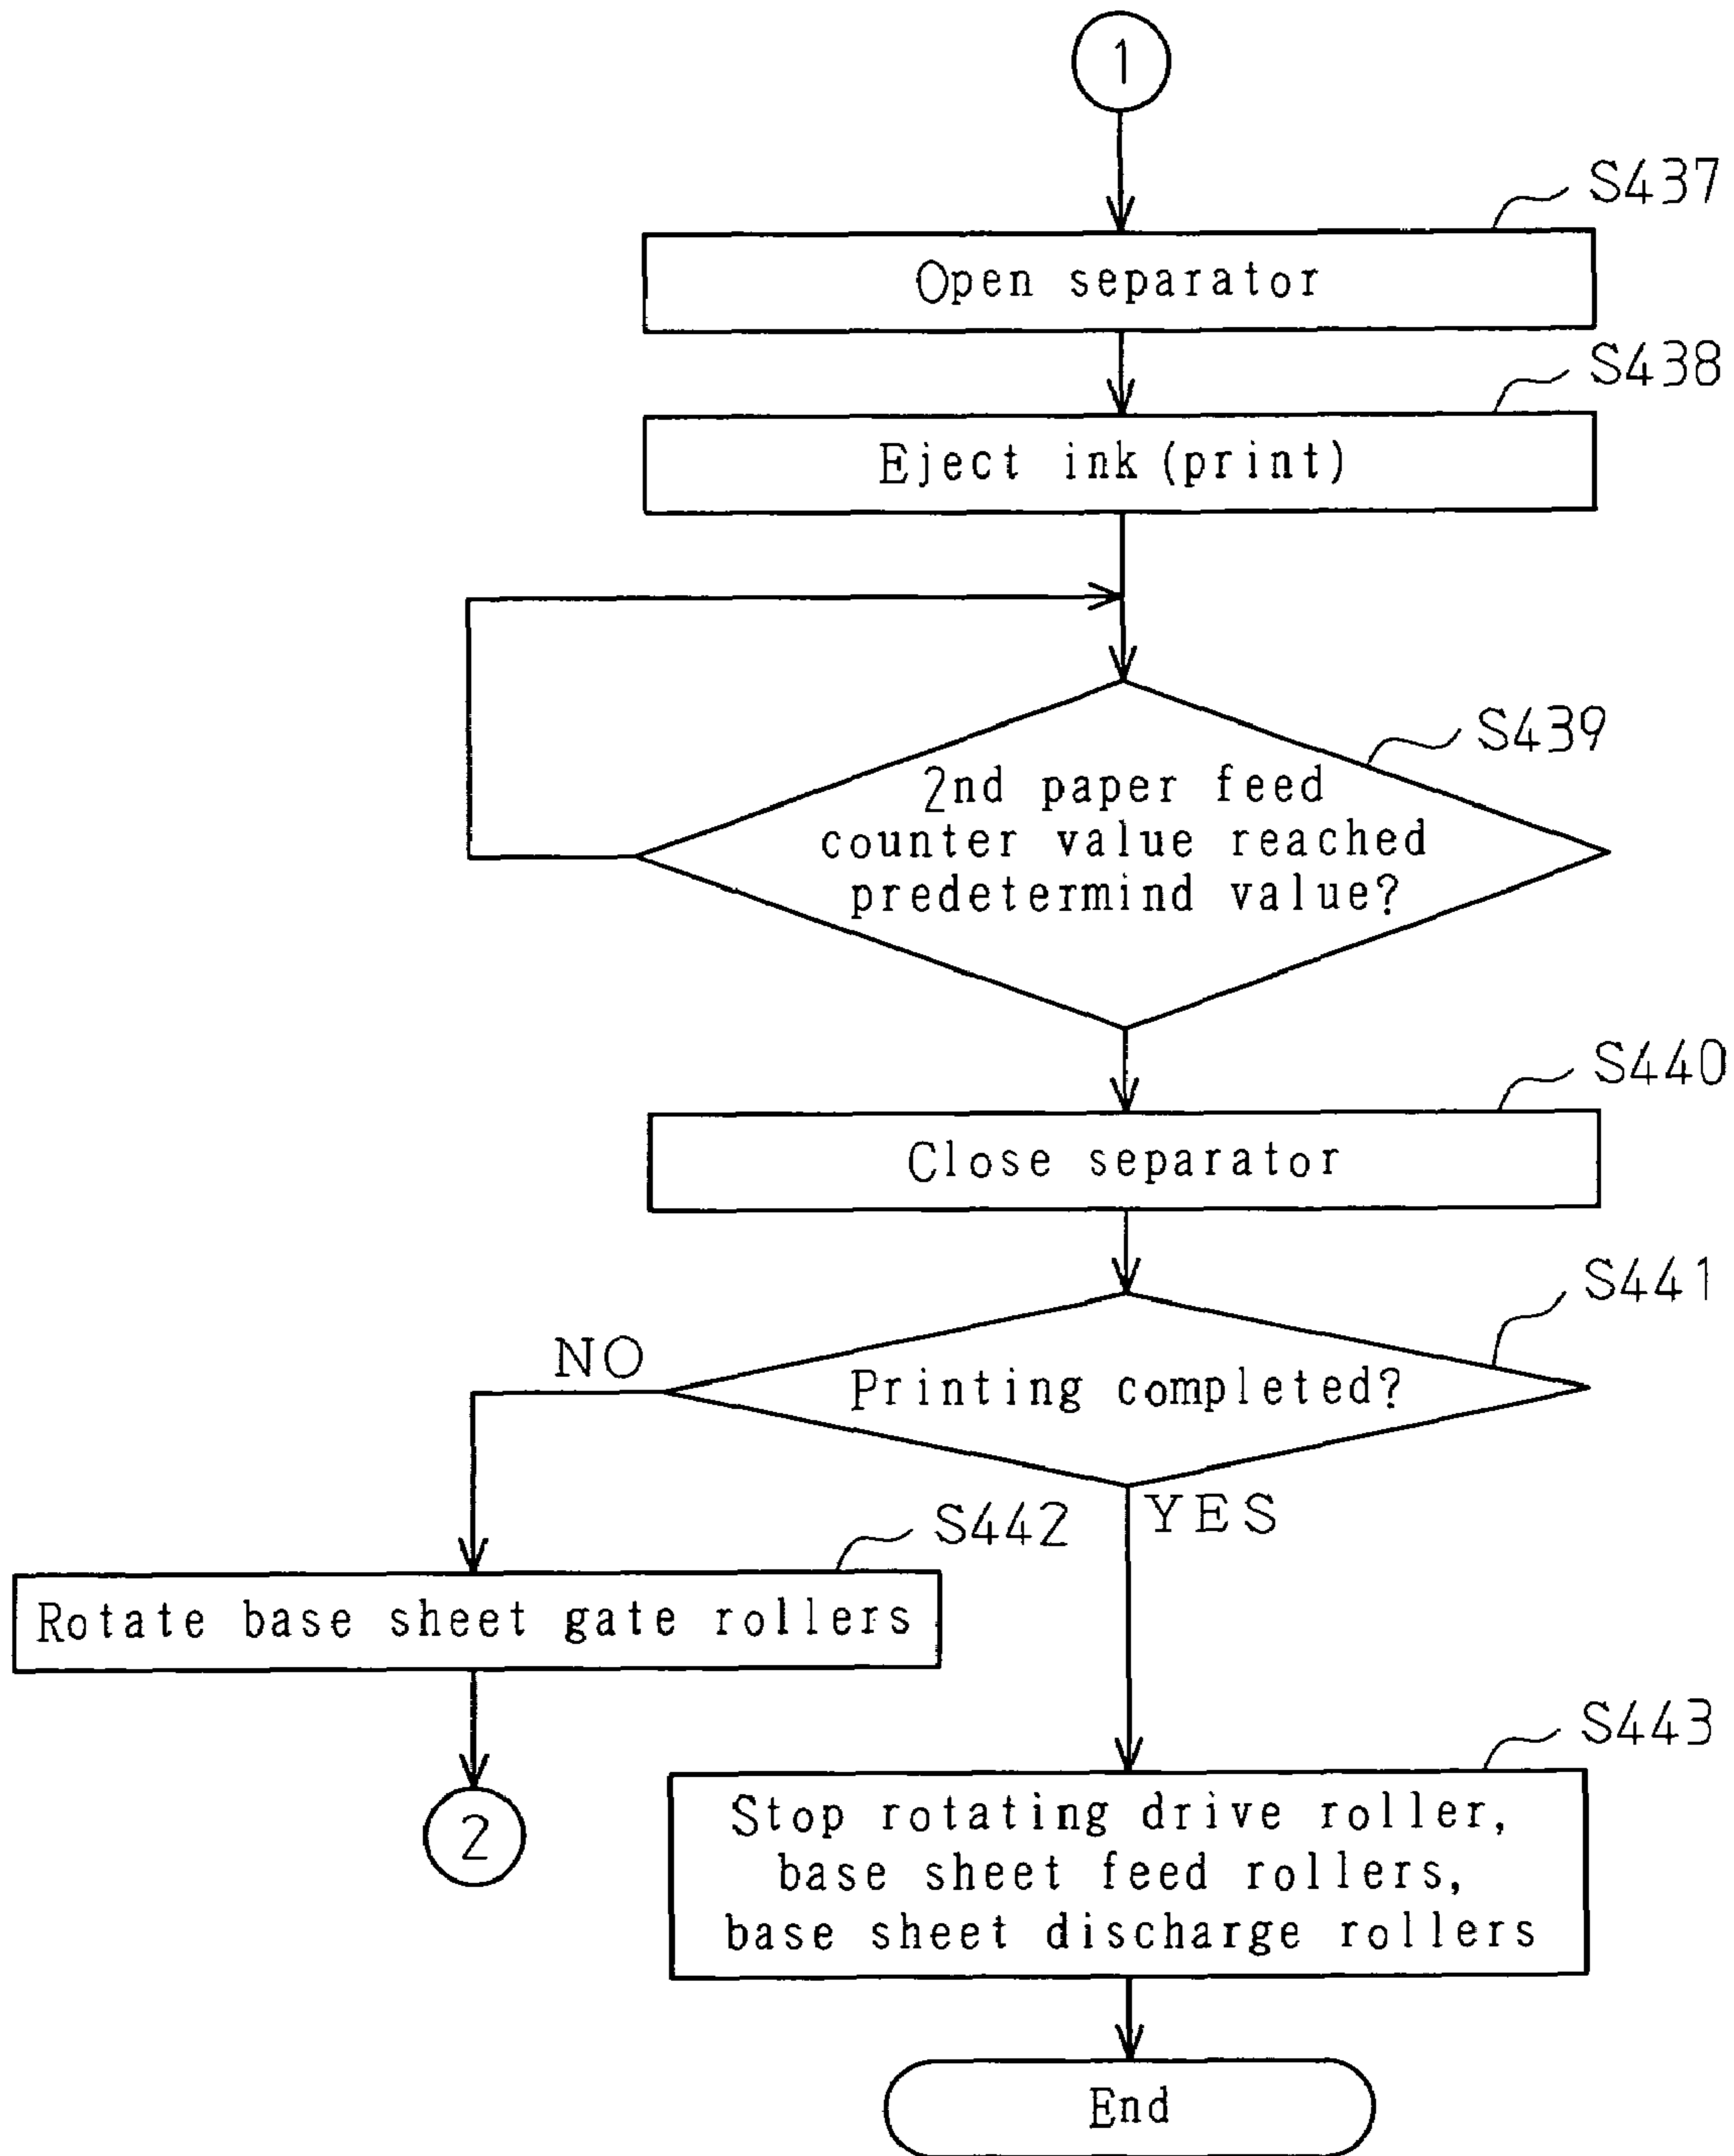 1
S437
Open separator
S438
Eject ink (print)
S439
2nd paper feed
counter value reached
predetermind value?
S440
Close separator
S441
NO
Printing completed?
YES
S442
Rotate base sheet gate rollers
S443
2
Stop rotating drive roller,
base sheet feed rollers,
base sheet discharge rollers
End